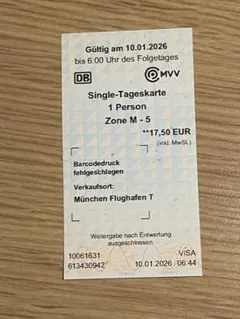 Gültig am 10.01.2026
bis 6:00 Uhr des Folgetages
DB MVV
Single-Tageskarte
1 Person
Zone M - 5
**17,50 EUR
(inkl. MwSt.)
Barcodedruck
fehlgeschlagen
Verkaufsort:
München Flughafen T
Weitergabe nach Entwertung
ausgeschlossen
10061631 VISA
613430942 10.01.2026 06:44